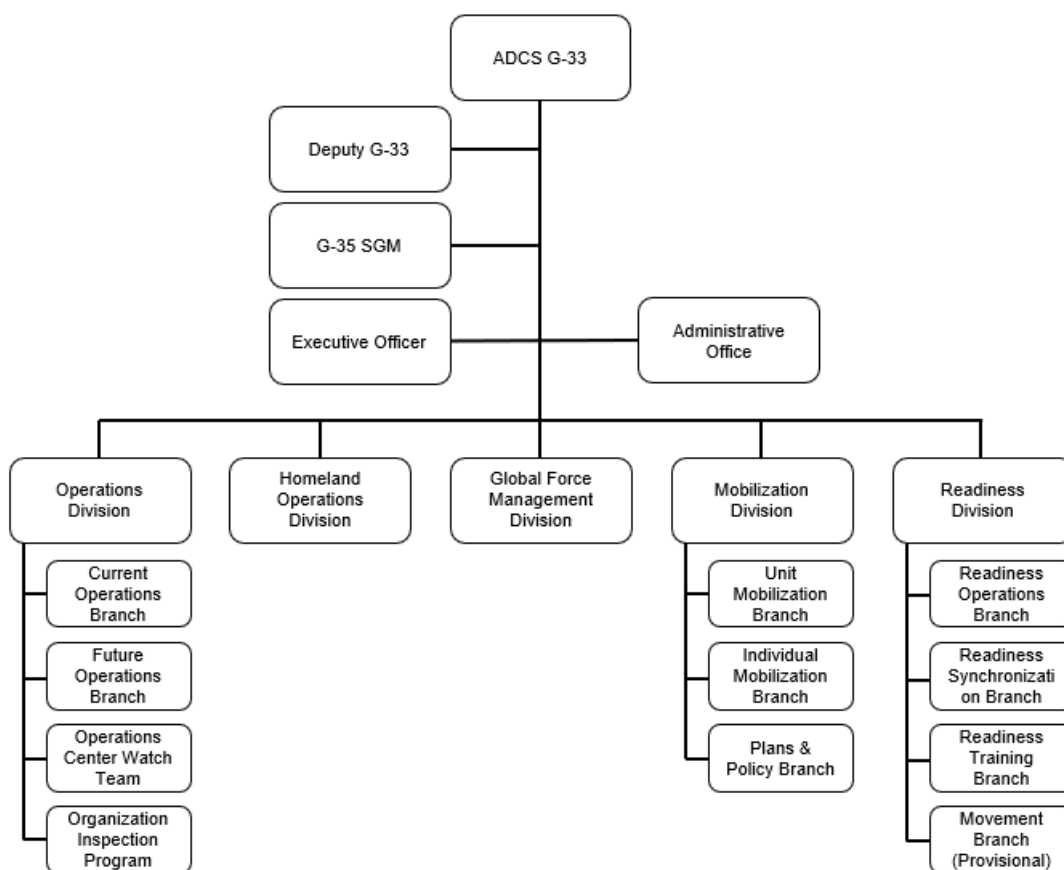 ADCS G-33
Deputy G-33
G-35 SGM
Executive Officer
Administrative
Office
Operations
Division
Homeland
Operations
Division
Global Force
Management
Division
Mobilization
Division
Readiness
Division
Current
Operations
Branch
Future
Operations
Branch
Operations
Center Watch
Team
Organization
Inspection
Program
Unit
Mobilization
Branch
Individual
Mobilization
Branch
Plans &
Policy Branch
Readiness
Operations
Branch
Readiness
Synchronizati
on Branch
Readiness
Training
Branch
Movement
Branch
(Provisional)